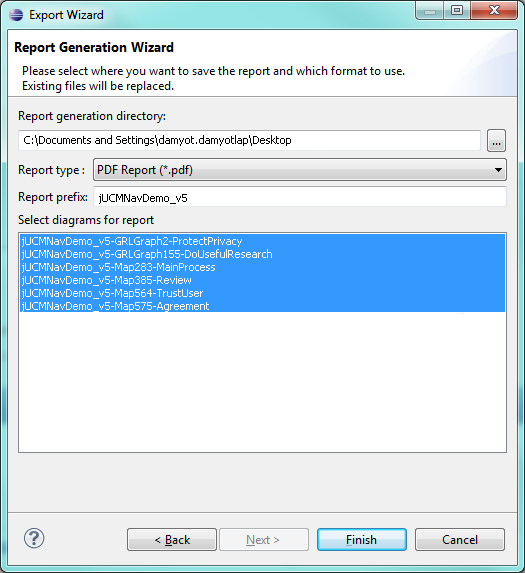 Export Wizard
Report Generation Wizard
Please select where you want to save the report and which format to use.
Existing files will be replaced.
Report generation directory:
C:\Documents and Settings\damyot.damyotlap\Desktop
...
Report type : PDF Report (*.pdf)
Report prefix: jUCMNavDemo_v5
Select diagrams for report
jUCMNavDemo_v5-GRLGraph2-ProtectPrivacy
jUCMNavDemo_v5-GRLGraph155-DoUsefulResearch
jUCMNavDemo_v5-Map283-MainProcess
jUCMNavDemo_v5-Map385-Review
jUCMNavDemo_v5-Map564-TrustUser
jUCMNavDemo_v5-Map575-Agreement
? < Back Next > Finish Cancel